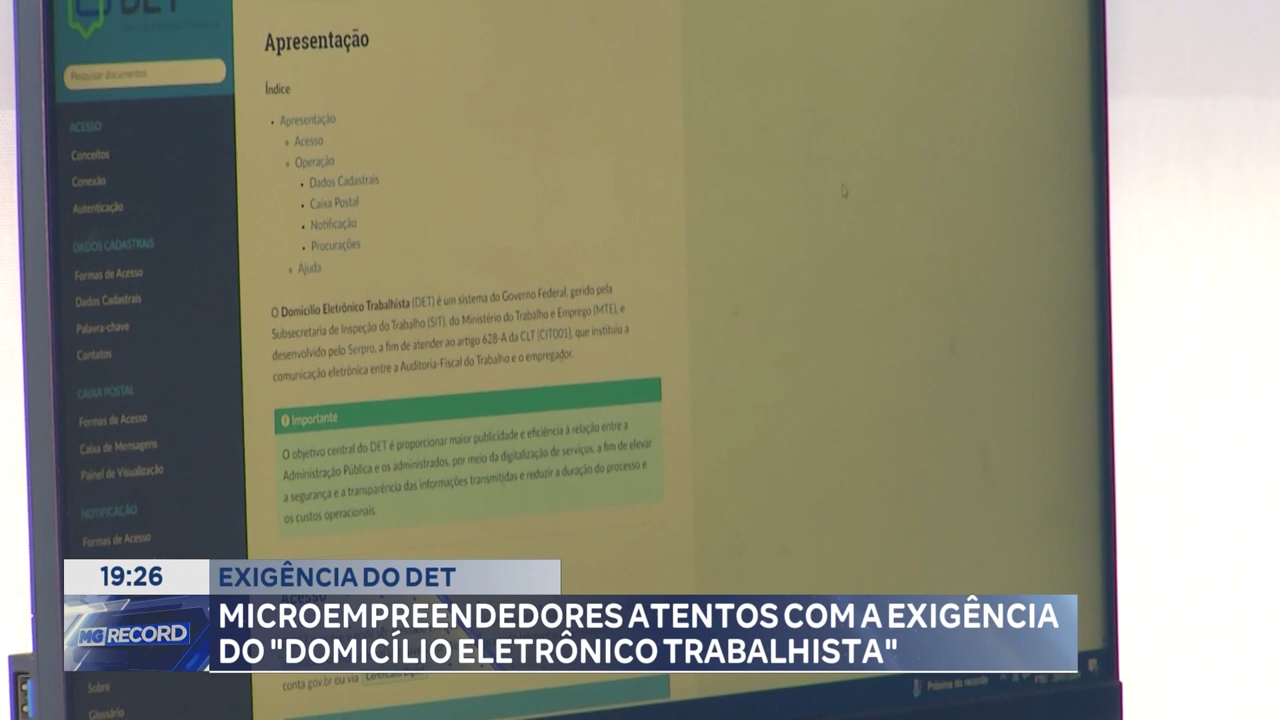 DET
Pesquisar documentos
ACESSO
Conceitos
Conexão
Autenticação
DADOS CADASTRAIS
Formas de Acesso
Dados Cadastrais
Palavra-chave
Contatos
CAIXA POSTAL
Formas de Acesso
Caixa de Mensagens
Painel de Visualização
NOTIFICAÇÃO
Formas de Acesso
Sobre
Glossário
Apresentação
Índice
Apresentação
Acesso
Operação
Dados Cadastrais
Caixa Postal
Notificação
Procurações
Ajuda
O Domicílio Eletrônico Trabalhista (DET) é um sistema do Governo Federal, gerido pela
Subsecretaria de Inspeção do Trabalho (SIT), do Ministério do Trabalho e Emprego (MTE), e
desenvolvido pelo Serpro, a fim de atender ao artigo 628-A da CLT [CIT001], que instituiu a
comunicação eletrônica entre a Auditoria-Fiscal do Trabalho e o empregador.
Importante
O objetivo central do DET é proporcionar maior publicidade e eficiência à relação entre a
Administração Pública e os administrados, por meio da digitalização de serviços, a fim de elevar
a segurança e a transparência das informações transmitidas e reduzir a duração do processo e
os custos operacionais.
Acesso
conta gov.br ou via
19:26
EXIGÊNCIA DO DET
MG RECORD
MICROEMPREENDEDORES ATENTOS COM A EXIGÊNCIA
DO "DOMICÍLIO ELETRÔNICO TRABALHISTA"